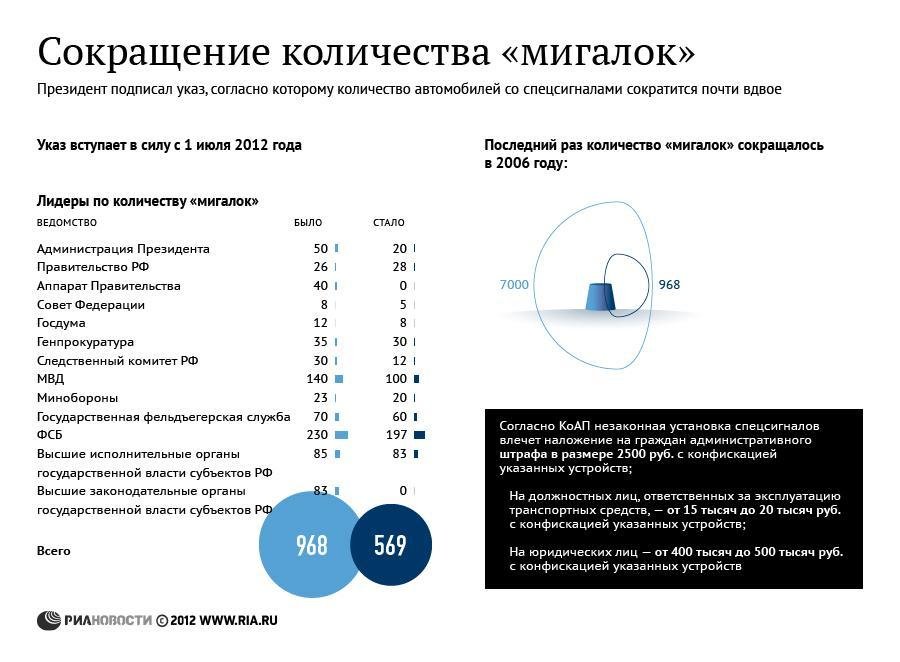 Сокращение количества «мигалок»
Президент подписал указ, согласно которому количество автомобилей со спецсигналами сократится почти вдвое
Указ вступает в силу с 1 июля 2012 года
Лидеры по количеству «мигалок»
ВЕДОМСТВО БЫЛО СТАЛО
Администрация Президента 50 20
Правительство РФ 26 28
Аппарат Правительства 40 0
Совет Федерации 8 5
Госдума 12 8
Генпрокуратура 35 30
Следственный комитет РФ 30 12
МВД 140 100
Минобороны 23 20
Государственная фельдъегерская служба 70 60
ФСБ 230 197
Высшие исполнительные органы 85 83
государственной власти субъектов РФ
Высшие законодательные органы 83 0
государственной власти субъектов РФ
Всего 968 569
Последний раз количество «мигалок» сокращалось
в 2006 году:
7000 968
Согласно КоАП незаконная установка спецсигналов
влечет наложение на граждан административного
штрафа в размере 2500 руб. с конфискацией
указанных устройств;
На должностных лиц, ответственных за эксплуатацию
транспортных средств, — от 15 тысяч до 20 тысяч руб.
с конфискацией указанных устройств;
На юридических лиц — от 400 тысяч до 500 тысяч руб.
с конфискацией указанных устройств
РИАНОВОСТИ © 2012 WWW.RIA.RU